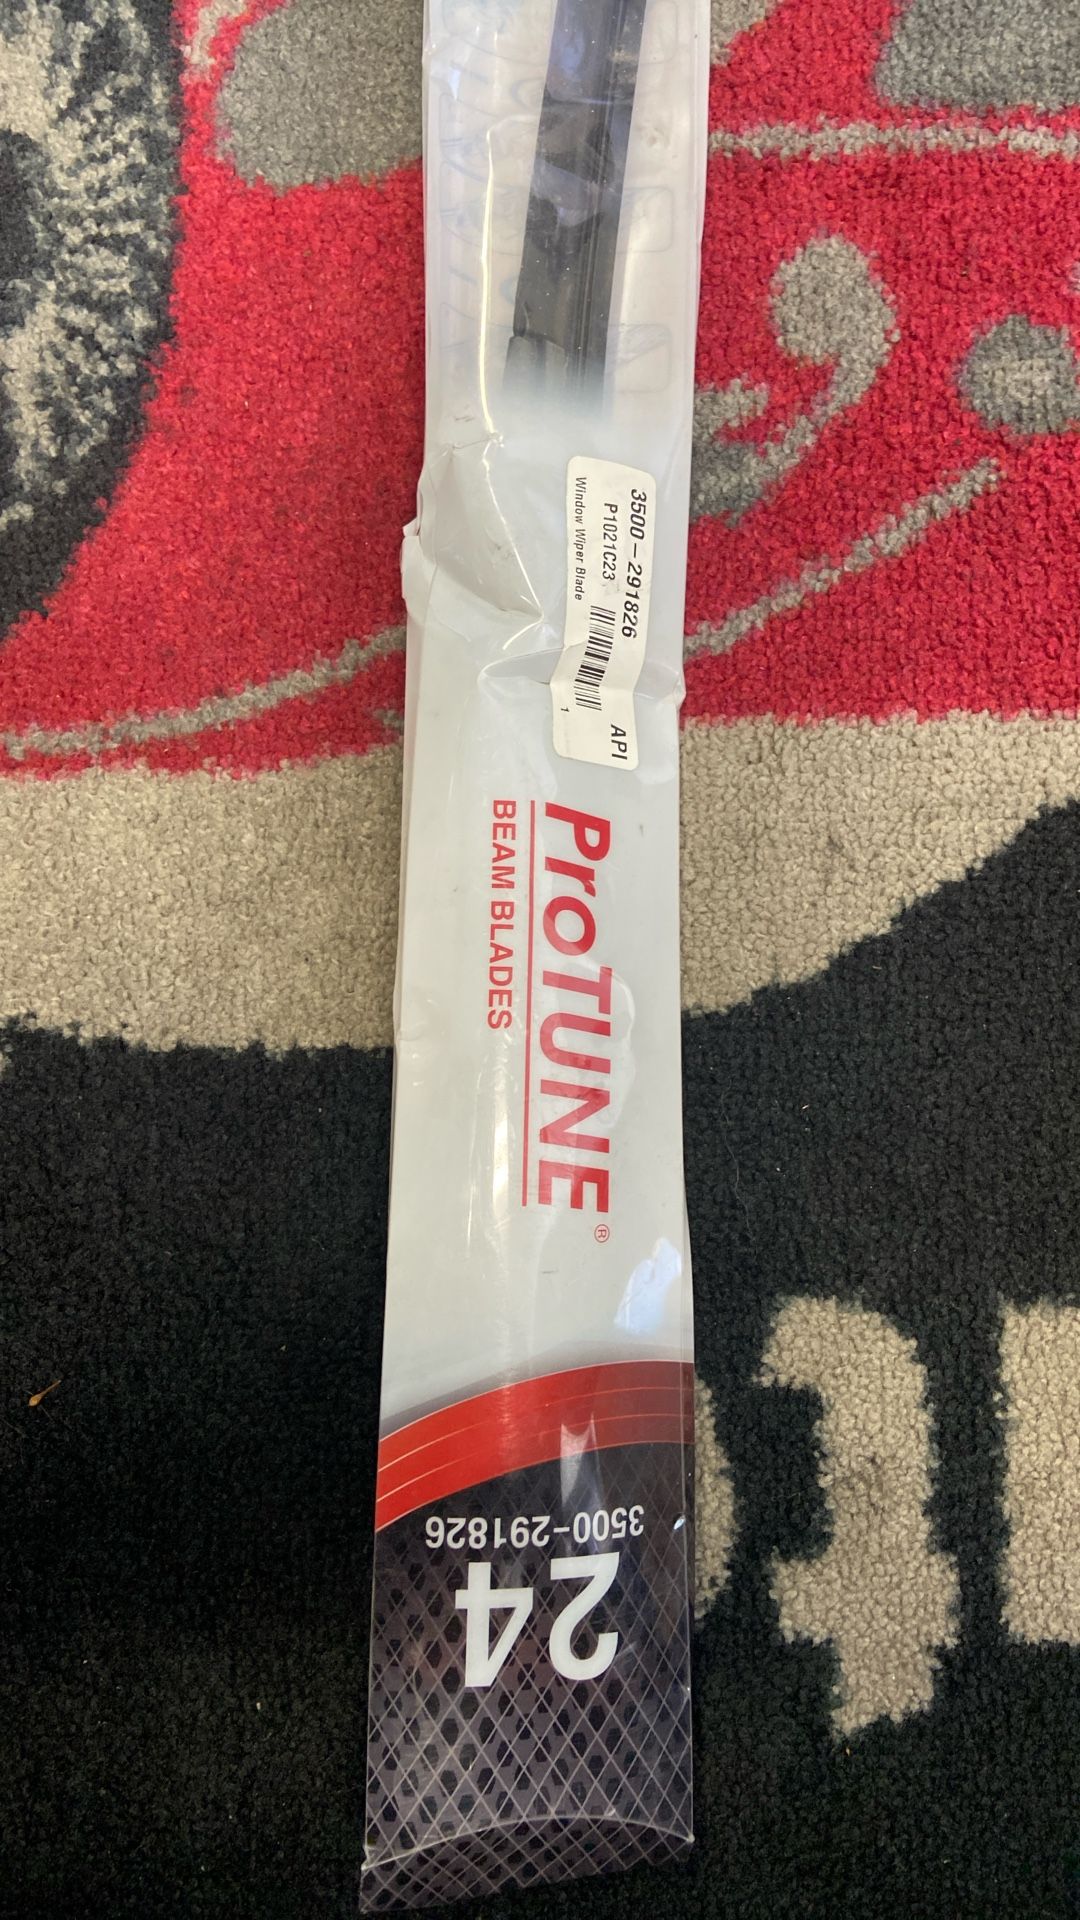 3500-291826
P1021C23
Window Wiper Blade
API
1
ProTUNE®
BEAM BLADES
3500-291826
24